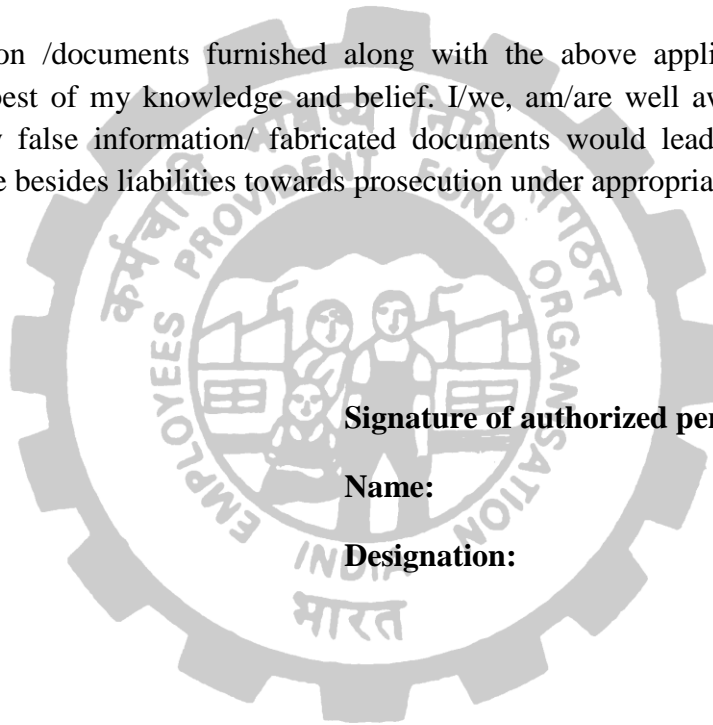 on /documents furnished along with the above appli
best of my knowledge and belief. I/we, am/are well av
false information/ fabricated documents would lead
e besides liabilities towards prosecution under appropria
कर्मचारी भविष्य निधि संगठन
EMPLOYEES PROVIDENT FUND ORGANISATION
Signature of authorized per
Name:
Designation:
INDIA
भारत